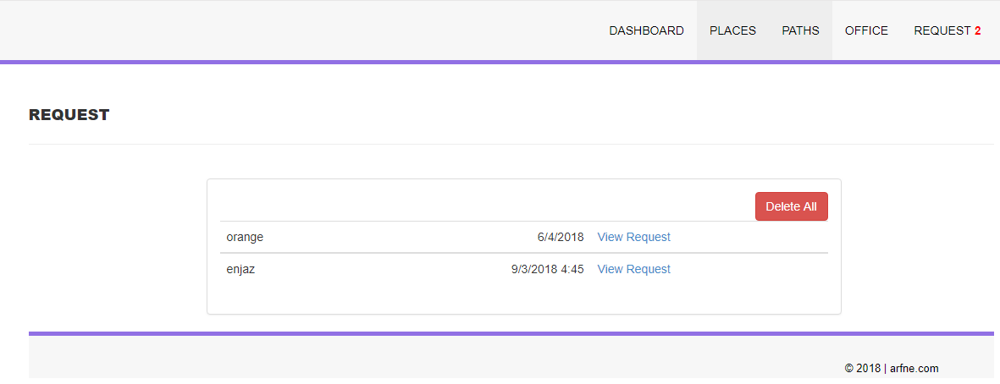 DASHBOARD PLACES PATHS OFFICE REQUEST 2
REQUEST
Delete All
orange 6/4/2018 View Request
enjaz 9/3/2018 4:45 View Request
© 2018 | arfne.com